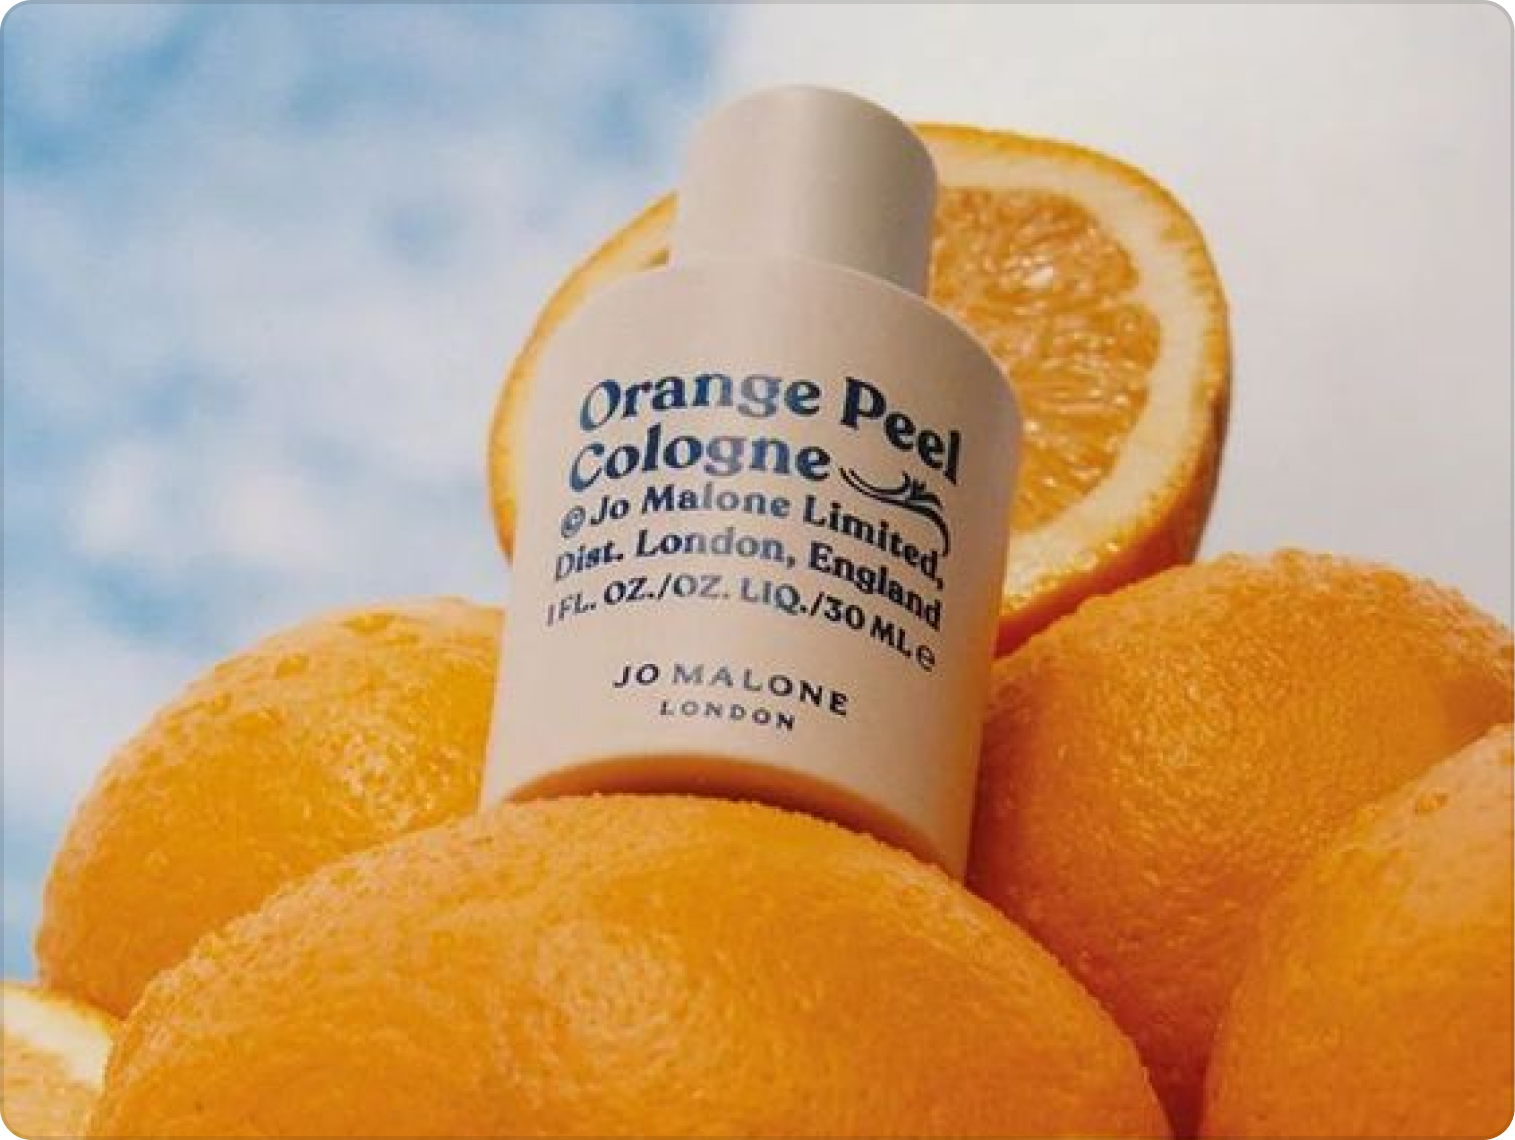 Orange Peel
Cologne
© Jo Malone Limited,
Dist. London, England
1 FL. OZ./OZ. LIQ./30 ML ℮
JO MALONE
LONDON